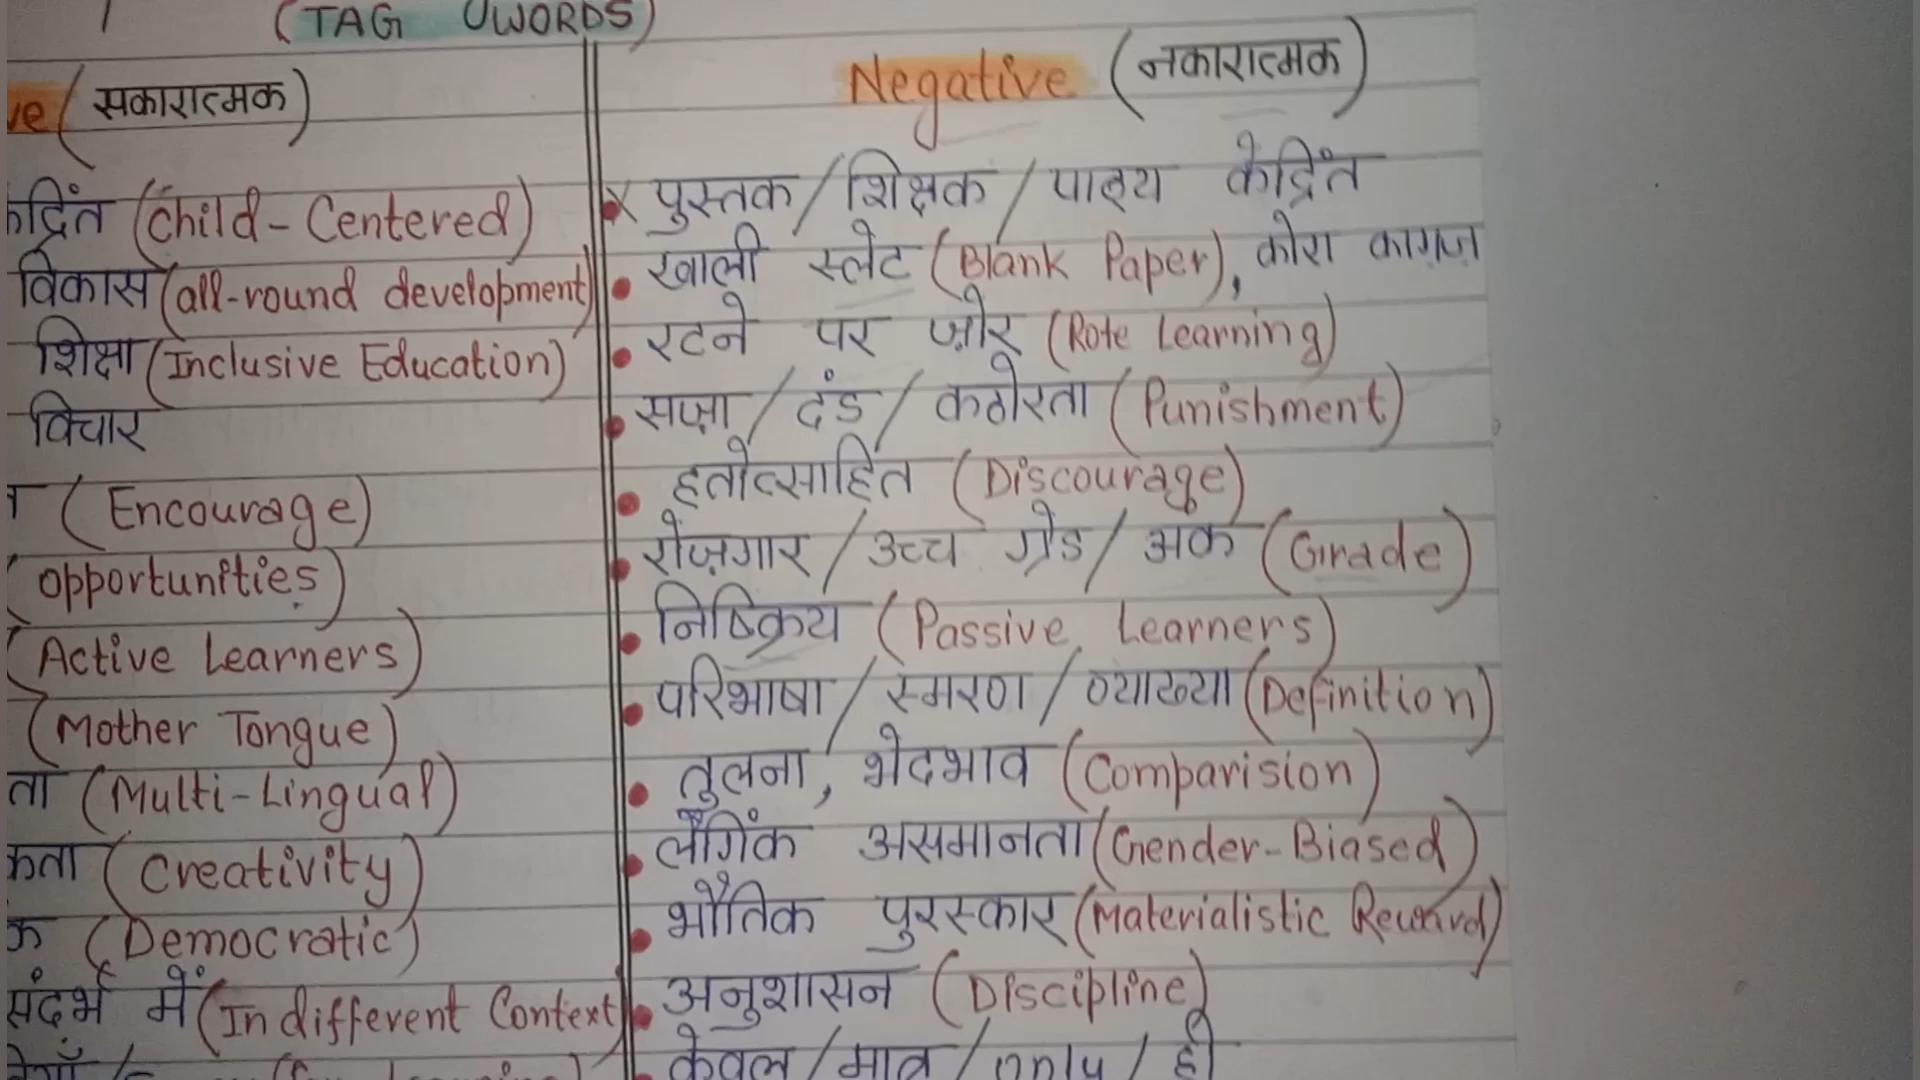 (TAG WORDS)
ve (सकारात्मक)
Negative (नकारात्मक)
केंद्रित (Child-Centered)
विकास (all-round development)
शिक्षा (Inclusive Education)
विचार
(Encourage)
(Opportunities)
(Active Learners)
(Mother Tongue)
ता (Multi-Lingual)
कता (Creativity)
क (Democratic)
संदर्भ में (In different Context)
x पुस्तक / शिक्षक / पाठ्य केंद्रित
• खाली स्लेट (Blank Paper), कोरा कागज़
• रटने पर ज़ोर (Rote Learning)
• सज़ा / दंड / कठोरता (Punishment)
• हतोत्साहित (Discourage)
• रोज़गार / उच्च ग्रेड / अंक (Grade)
• निष्क्रिय (Passive Learners)
• परिभाषा / स्मरण / व्याख्या (Definition)
• तुलना, भेदभाव (Comparision)
• लैंगिक असमानता (Gender-Biased)
• भौतिक पुरस्कार (Materialistic Reward)
• अनुशासन (Discipline)
• केवल / मात्र / only / ही